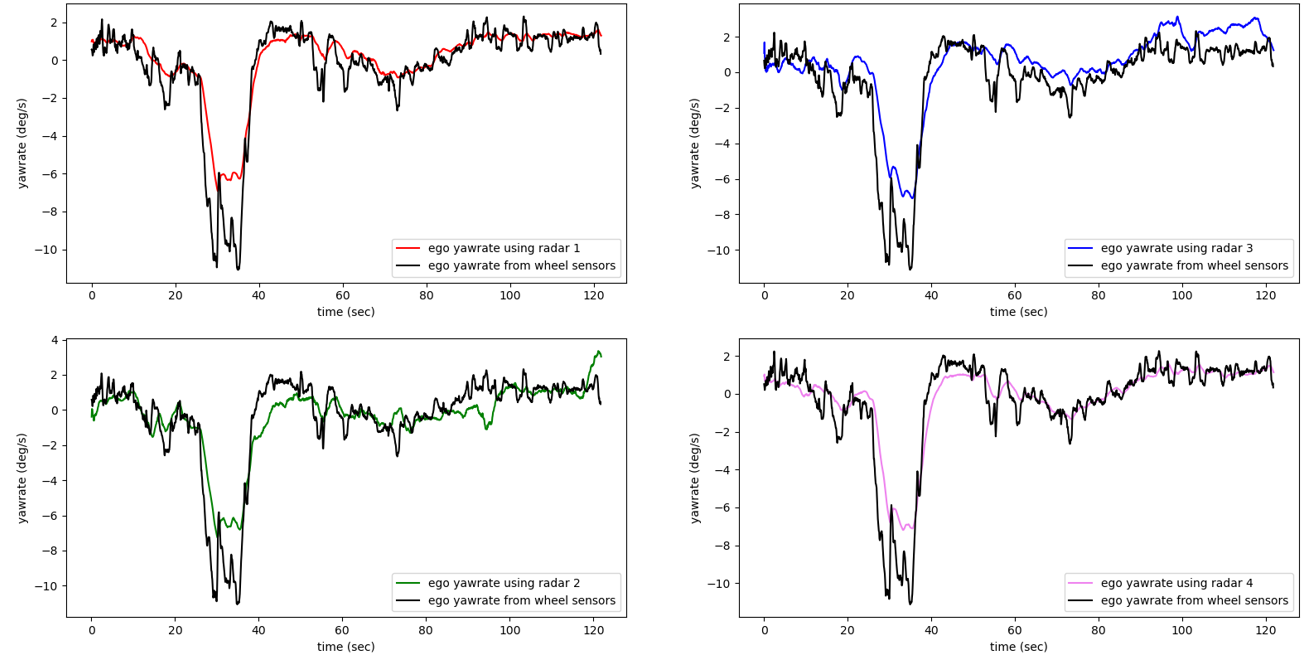 2
0
−2
−4
−6
−8
−10
yawrate (deg/s)
0 20 40 60 80 100 120
time (sec)
ego yawrate using radar 1
ego yawrate from wheel sensors
2
0
−2
−4
−6
−8
−10
yawrate (deg/s)
0 20 40 60 80 100 120
time (sec)
ego yawrate using radar 3
ego yawrate from wheel sensors
4
2
0
−2
−4
−6
−8
−10
yawrate (deg/s)
0 20 40 60 80 100 120
time (sec)
ego yawrate using radar 2
ego yawrate from wheel sensors
2
0
−2
−4
−6
−8
−10
yawrate (deg/s)
0 20 40 60 80 100 120
time (sec)
ego yawrate using radar 4
ego yawrate from wheel sensors